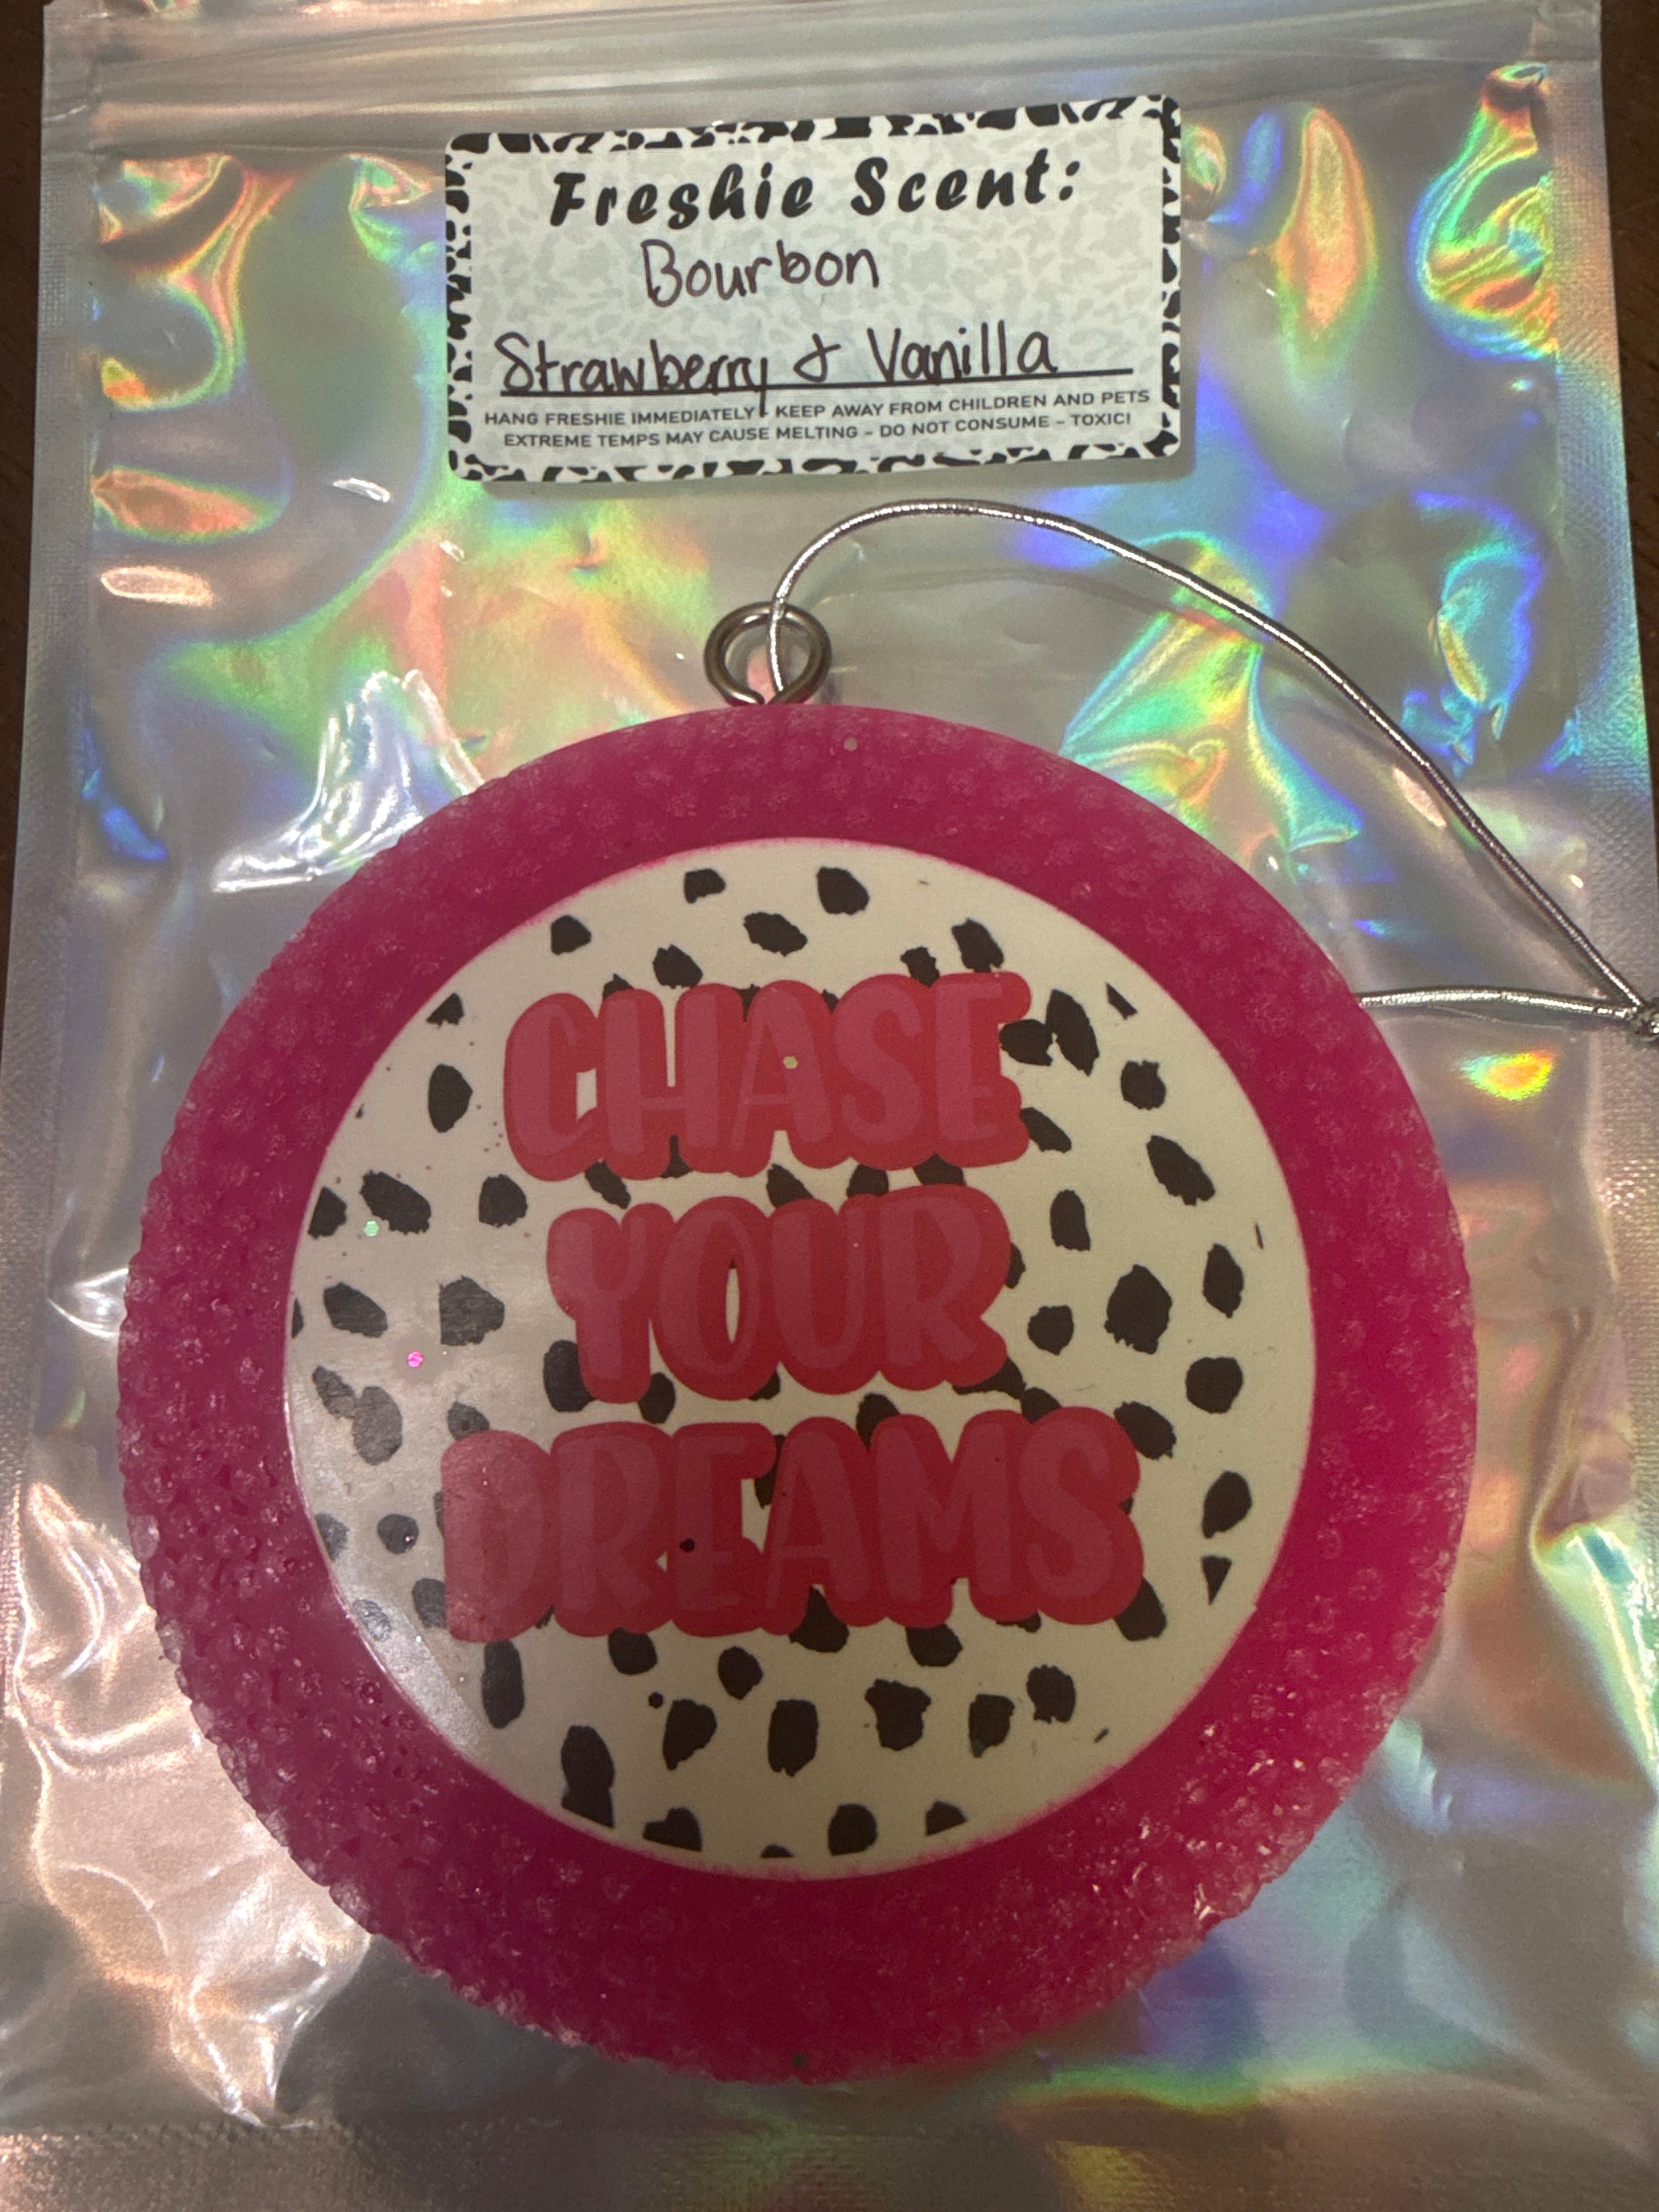 Freshie Scent:
Bourbon
Strawberry & Vanilla
HANG FRESHIE IMMEDIATELY - KEEP AWAY FROM CHILDREN AND PETS
EXTREME TEMPS MAY CAUSE MELTING - DO NOT CONSUME - TOXIC!
CHASE
YOUR
DREAMS